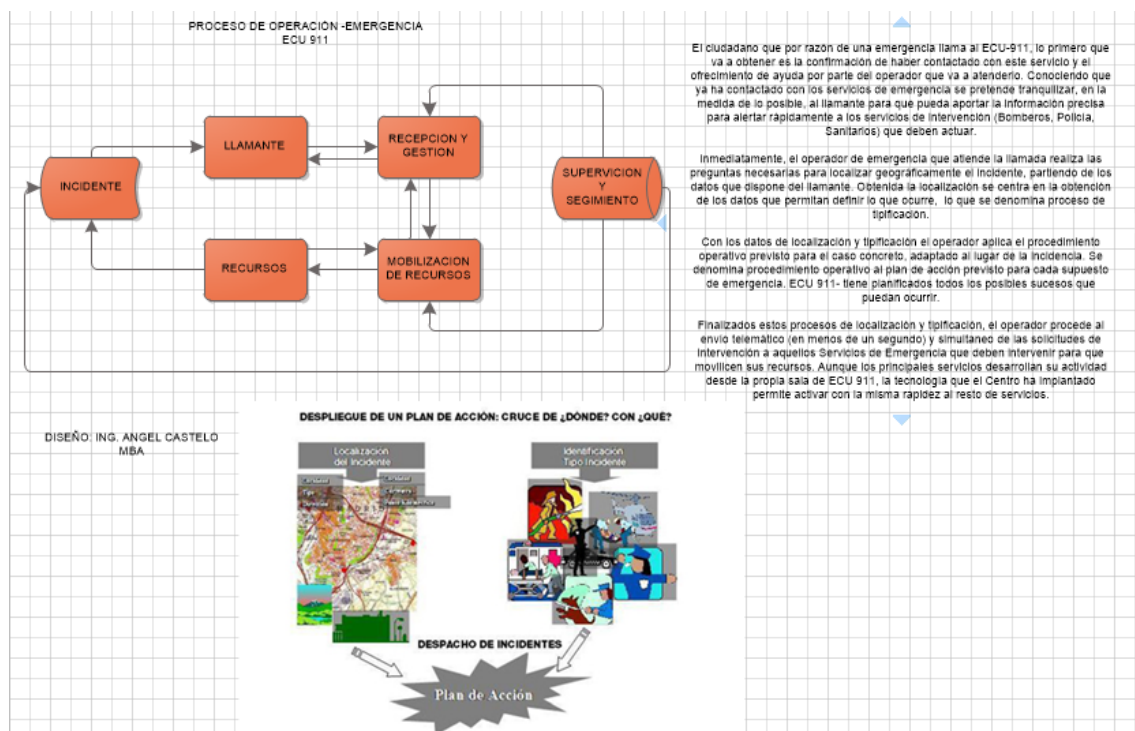 PROCESO DE OPERACIÓN -EMERGENCIA
ECU 911
LLAMANTE
RECEPCION Y
GESTION
INCIDENTE
SUPERVICION
Y
SEGIMIENTO
RECURSOS
MOBILIZACION
DE RECURSOS
El ciudadano que por razón de una emergencia llama al ECU-911, lo primero que
va a obtener es la confirmación de haber contactado con este servicio y el
ofrecimiento de ayuda por parte del operador que va a atenderlo. Conociendo que
ya ha contactado con los servicios de emergencia se pretende tranquilizar, en la
medida de lo posible, al llamante para que pueda aportar la información precisa
para alertar rápidamente a los servicios de intervención (Bomberos, Policía,
Sanitarios) que deben actuar.
Inmediatamente, el operador de emergencia que atiende la llamada realiza las
preguntas necesarias para localizar geográficamente el incidente, partiendo de los
datos que dispone del llamante. Obtenida la localización se centra en la obtención
de los datos que permitan definir lo que ocurre, lo que se denomina proceso de
tipificación.
Con los datos de localización y tipificación el operador aplica el procedimiento
operativo previsto para el caso concreto, adaptado al lugar de la incidencia. Se
denomina procedimiento operativo al plan de acción previsto para cada supuesto
de emergencia. ECU 911- tiene planificados todos los posibles sucesos que
puedan ocurrir.
Finalizados estos procesos de localización y tipificación, el operador procede al
envío telemático (en menos de un segundo) y simultáneo de las solicitudes de
Intervención a aquellos Servicios de Emergencia que deben intervenir para que
movilicen sus recursos. Aunque los principales servicios desarrollan su actividad
desde la propia sala de ECU 911, la tecnología que el Centro ha implantado
permite activar con la misma rapidez al resto de servicios.
DISEÑO: ING. ANGEL CASTELO
MBA
DESPLIEGUE DE UN PLAN DE ACCIÓN: CRUCE DE ¿DÓNDE? CON ¿QUÉ?
Localización
del Incidente
Identificación
Tipo Incidente
MADRID
DESPACHO DE INCIDENTES
Plan de Acción